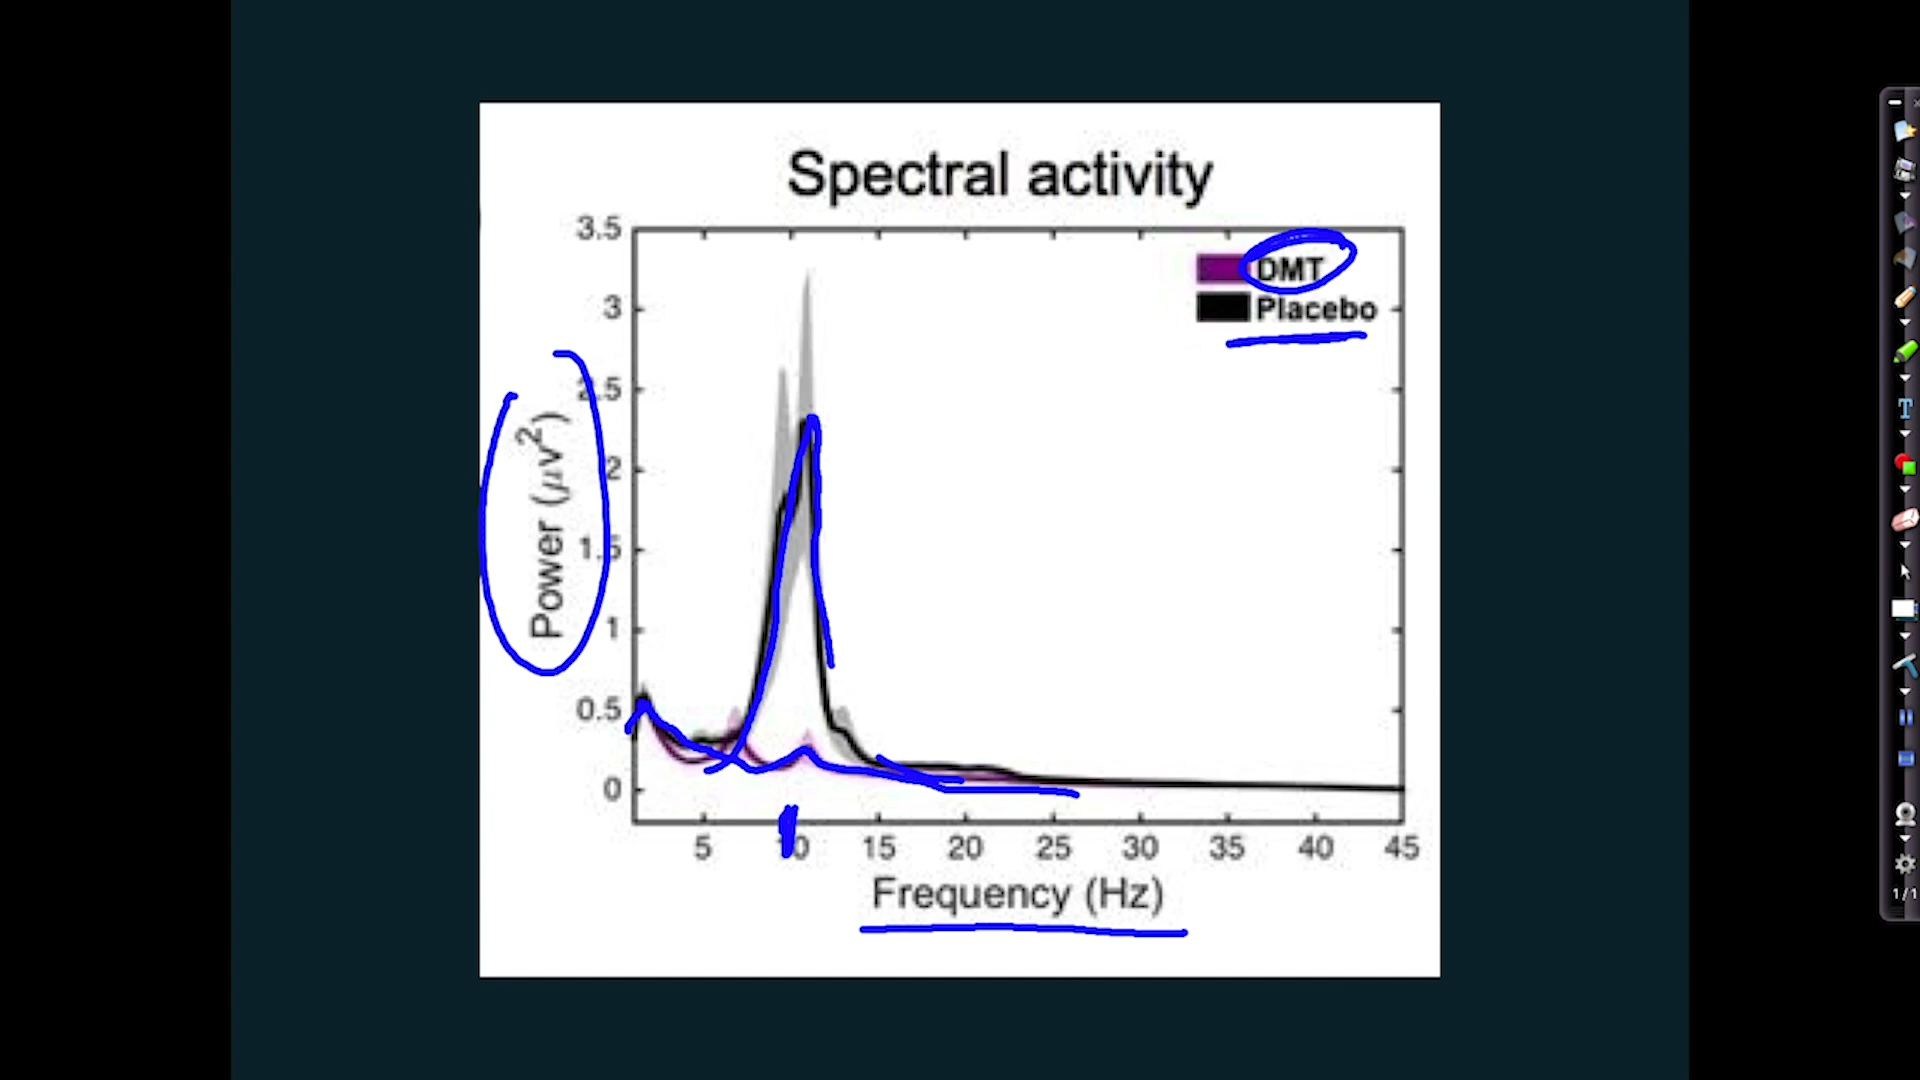 Spectral activity
3.5
3
2.5
2
1.5
1
0.5
0
Power (μv²)
DMT
Placebo
5 10 15 20 25 30 35 40 45
Frequency (Hz)
T
1/1